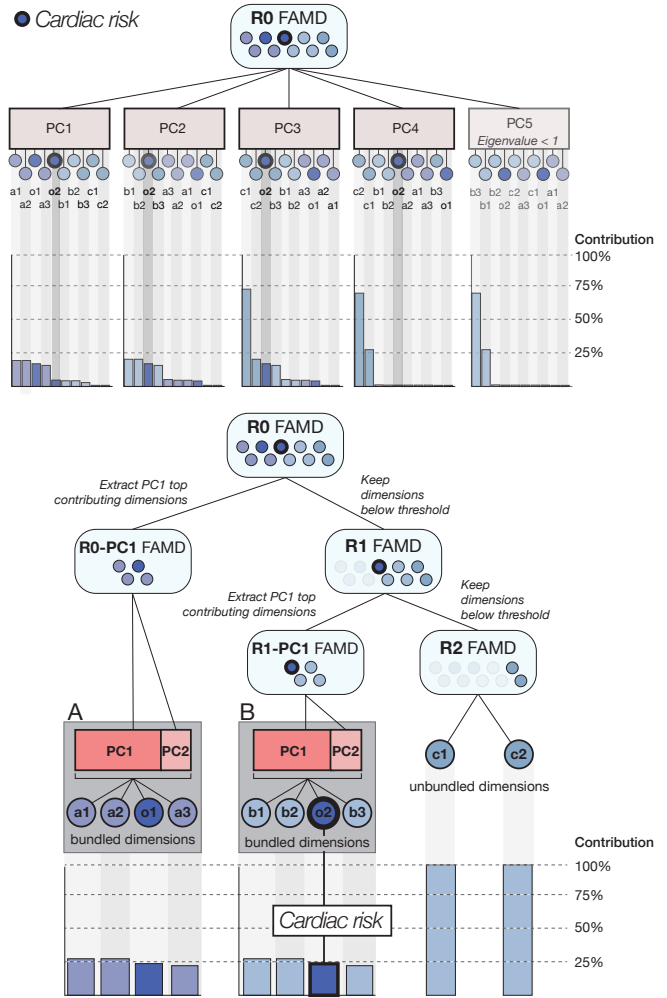 Cardiac risk
R0 FAMD
PC1
PC2
PC3
PC4
PC5
Eigenvalue < 1
a1 o1 o2 b2 c1
a2 a3 b1 b3 c2
b1 o2 a3 a1 c1
b2 b3 a2 o1 c2
c1 o2 b1 a3 a1
c2 b3 b2 o1 a2
c2 b2 o2 a1 b3
c1 b1 a2 a3 o1
b3 b2 c2 a3 a1
b1 o2 c1 o1 a2
Contribution
100%
75%
50%
25%
R0 FAMD
Extract PC1 top
contributing dimensions
Keep
dimensions
below threshold
R0-PC1 FAMD
R1 FAMD
Extract PC1 top
contributing dimensions
Keep
dimensions
below threshold
R1-PC1 FAMD
R2 FAMD
A
B
PC1 PC2
PC1 PC2
c1 c2
unbundled dimensions
a1 a2 o1 a3
b1 b2 o2 b3
bundled dimensions
bundled dimensions
Contribution
100%
75%
50%
25%
Cardiac risk